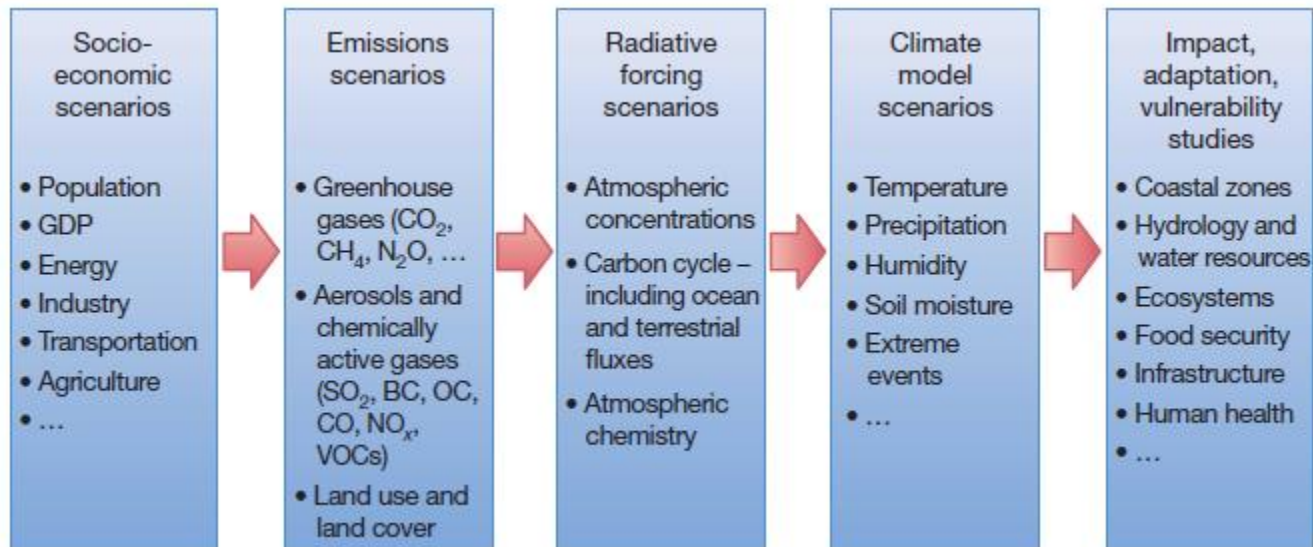 Socio-
economic
scenarios
• Population
• GDP
• Energy
• Industry
• Transportation
• Agriculture
• …
Emissions
scenarios
• Greenhouse
gases (CO₂,
CH₄, N₂O, …
• Aerosols and
chemically
active gases
(SO₂, BC, OC,
CO, NOₓ,
VOCs)
• Land use and
land cover
Radiative
forcing
scenarios
• Atmospheric
concentrations
• Carbon cycle –
including ocean
and terrestrial
fluxes
• Atmospheric
chemistry
Climate
model
scenarios
• Temperature
• Precipitation
• Humidity
• Soil moisture
• Extreme
events
• …
Impact,
adaptation,
vulnerability
studies
• Coastal zones
• Hydrology and
water resources
• Ecosystems
• Food security
• Infrastructure
• Human health
• …